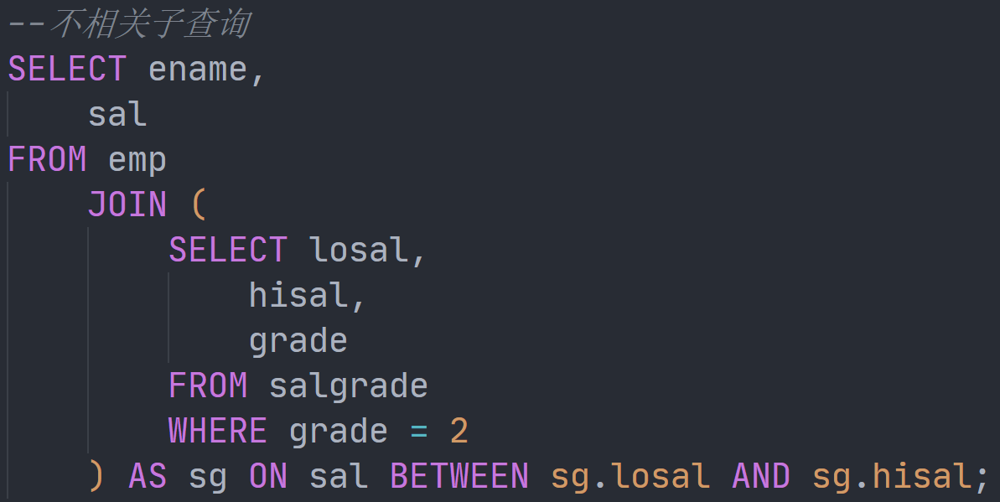 --不相关子查询
SELECT ename,
sal
FROM emp
JOIN (
SELECT losal,
hisal,
grade
FROM salgrade
WHERE grade = 2
) AS sg ON sal BETWEEN sg.losal AND sg.hisal;